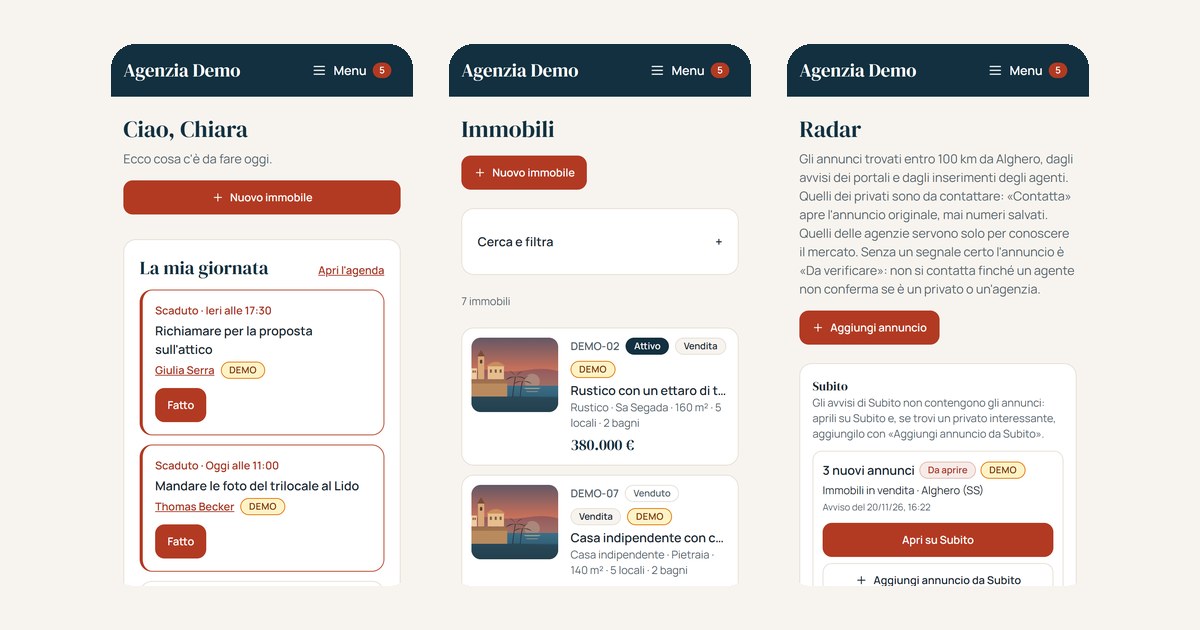 Agenzia Demo
Menu 5
Ciao, Chiara
Ecco cosa c'è da fare oggi.
+ Nuovo immobile
La mia giornata
Apri l'agenda
Scaduto · Ieri alle 17:30
Richiamare per la proposta
sull'attico
Giulia Serra DEMO
Fatto
Scaduto · Oggi alle 11:00
Mandare le foto del trilocale al Lido
Thomas Becker DEMO
Fatto
Agenzia Demo
Menu 5
Immobili
+ Nuovo immobile
Cerca e filtra +
7 immobili
DEMO-02 Attivo Vendita
DEMO
Rustico con un ettaro di t...
Rustico · Sa Segada · 160 m² · 5
locali · 2 bagni
380.000 €
DEMO-07 Venduto
Vendita DEMO
Casa indipendente con c...
Casa indipendente · Pietraia ·
140 m² · 5 locali · 2 bagni
Agenzia Demo
Menu 5
Radar
Gli annunci trovati entro 100 km da Alghero, dagli
avvisi dei portali e dagli inserimenti degli agenti.
Quelli dei privati sono da contattare: «Contatta»
apre l'annuncio originale, mai numeri salvati.
Quelli delle agenzie servono solo per conoscere
il mercato. Senza un segnale certo l'annuncio è
«Da verificare»: non si contatta finché un agente
non conferma se è un privato o un'agenzia.
+ Aggiungi annuncio
Subito
Gli avvisi di Subito non contengono gli annunci:
aprili su Subito e, se trovi un privato interessante,
aggiungilo con «Aggiungi annuncio da Subito».
3 nuovi annunci Da aprire DEMO
Immobili in vendita · Alghero (SS)
Avviso del 20/11/26, 16:22
Apri su Subito
+ Aggiungi annuncio da Subito